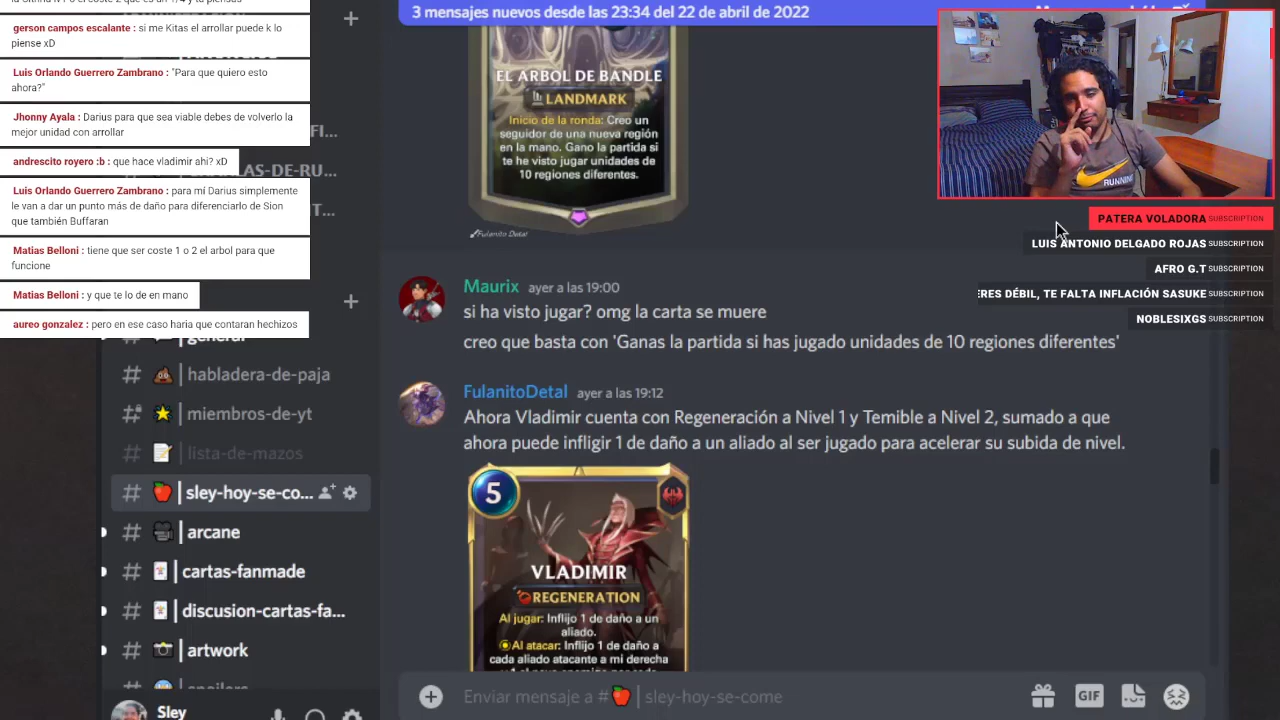 gerson campos escalante : si me Kitas el arrollar puede k lo
piense xD
Luis Orlando Guerrero Zambrano : "Para que quiero esto
ahora?"
Jhonny Ayala : Darius para que sea viable debes de volverlo la
mejor unidad con arrollar
andrescito royero :b : que hace vladimir ahi? xD
Luis Orlando Guerrero Zambrano : para mí Darius simplemente
le van a dar un punto más de daño para diferenciarlo de Sion
que también Buffaran
Matias Belloni : tiene que ser coste 1 o 2 el arbol para que
funcione
Matias Belloni : y que te lo de en mano
aureo gonzalez : pero en ese caso haria que contaran hechizos
general
habladera-de-paja
miembros-de-yt
lista-de-mazos
sley-hoy-se-co...
arcane
cartas-fanmade
discusion-cartas-fa...
artwork
spoilers
Sley
3 mensajes nuevos desde las 23:34 del 22 de abril de 2022
EL ARBOL DE BANDLE
LANDMARK
Inicio de la ronda: Creo un
seguidor de una nueva región
en la mano. Gano la partida si
te he visto jugar unidades de
10 regiones diferentes.
Fulanito Detal
Maurix ayer a las 19:00
si ha visto jugar? omg la carta se muere
creo que basta con 'Ganas la partida si has jugado unidades de 10 regiones diferentes'
FulanitoDetal ayer a las 19:12
Ahora Vladimir cuenta con Regeneración a Nivel 1 y Temible a Nivel 2, sumado a que
ahora puede infligir 1 de daño a un aliado al ser jugado para acelerar su subida de nivel.
5
VLADIMIR
REGENERATION
Al jugar: Inflijo 1 de daño a un
aliado.
Al atacar: Inflijo 1 de daño a
cada aliado atacante a mi derecha
Enviar mensaje a # | sley-hoy-se-come
GIF
RUNNING
PATERA VOLADORA SUBSCRIPTION
LUIS ANTONIO DELGADO ROJAS SUBSCRIPTION
AFRO G.T SUBSCRIPTION
ERES DÉBIL, TE FALTA INFLACIÓN SASUKE SUBSCRIPTION
NOBLESIXGS SUBSCRIPTION